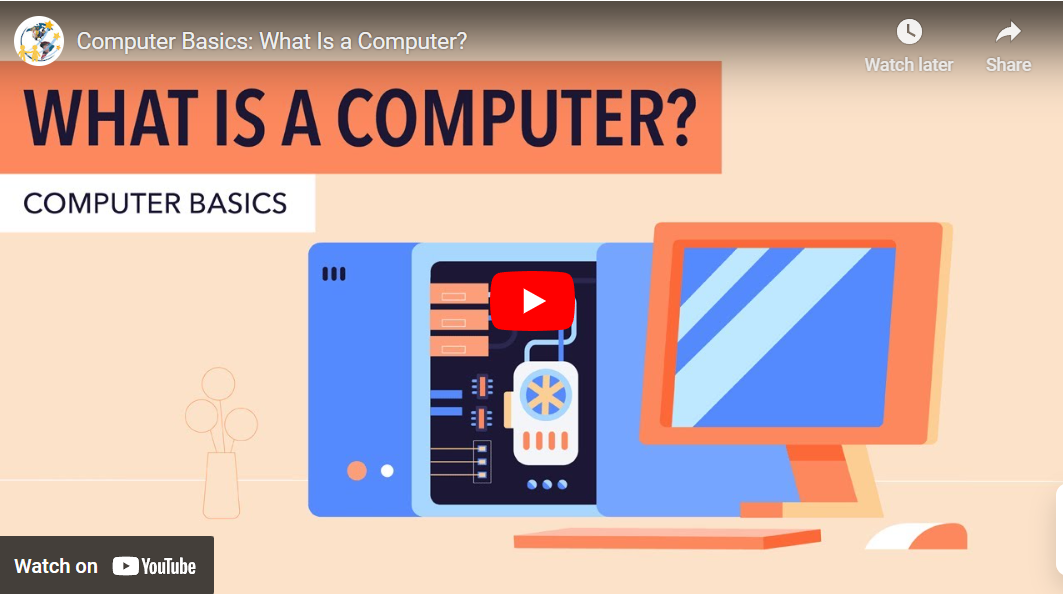 Computer Basics: What Is a Computer?
Watch later
Share
WHAT IS A COMPUTER?
COMPUTER BASICS
Watch on YouTube